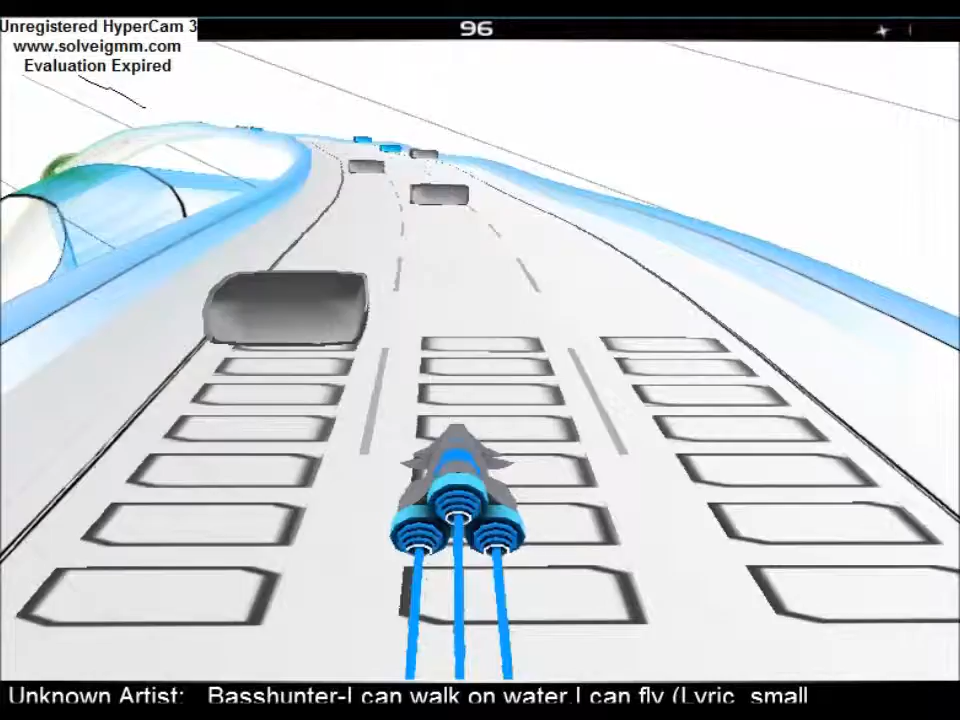 Unregistered HyperCam 3
www.solveigmm.com
Evaluation Expired
96
Unknown Artist: Basshunter-I can walk on water,I can fly (Lyric small